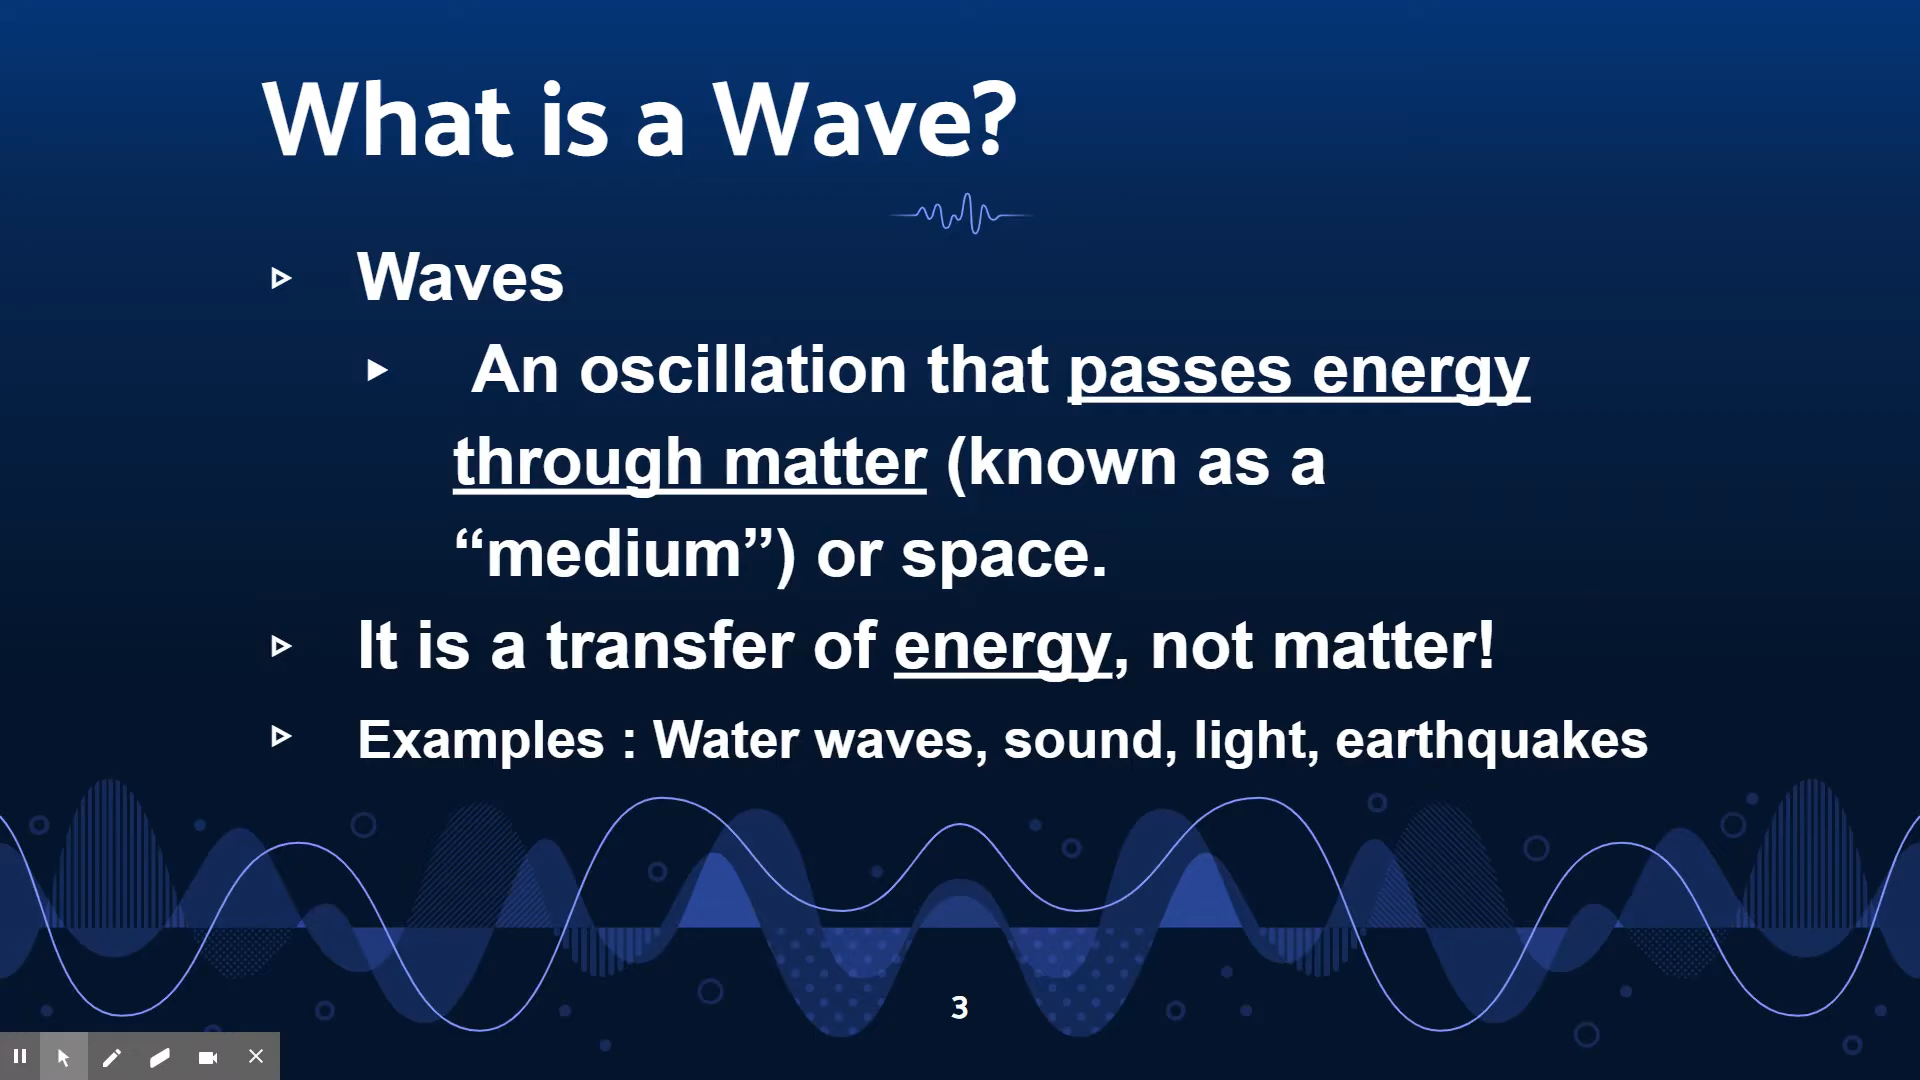 What is a Wave?
Waves
An oscillation that passes energy
through matter (known as a
“medium”) or space.
It is a transfer of energy, not matter!
Examples : Water waves, sound, light, earthquakes
3